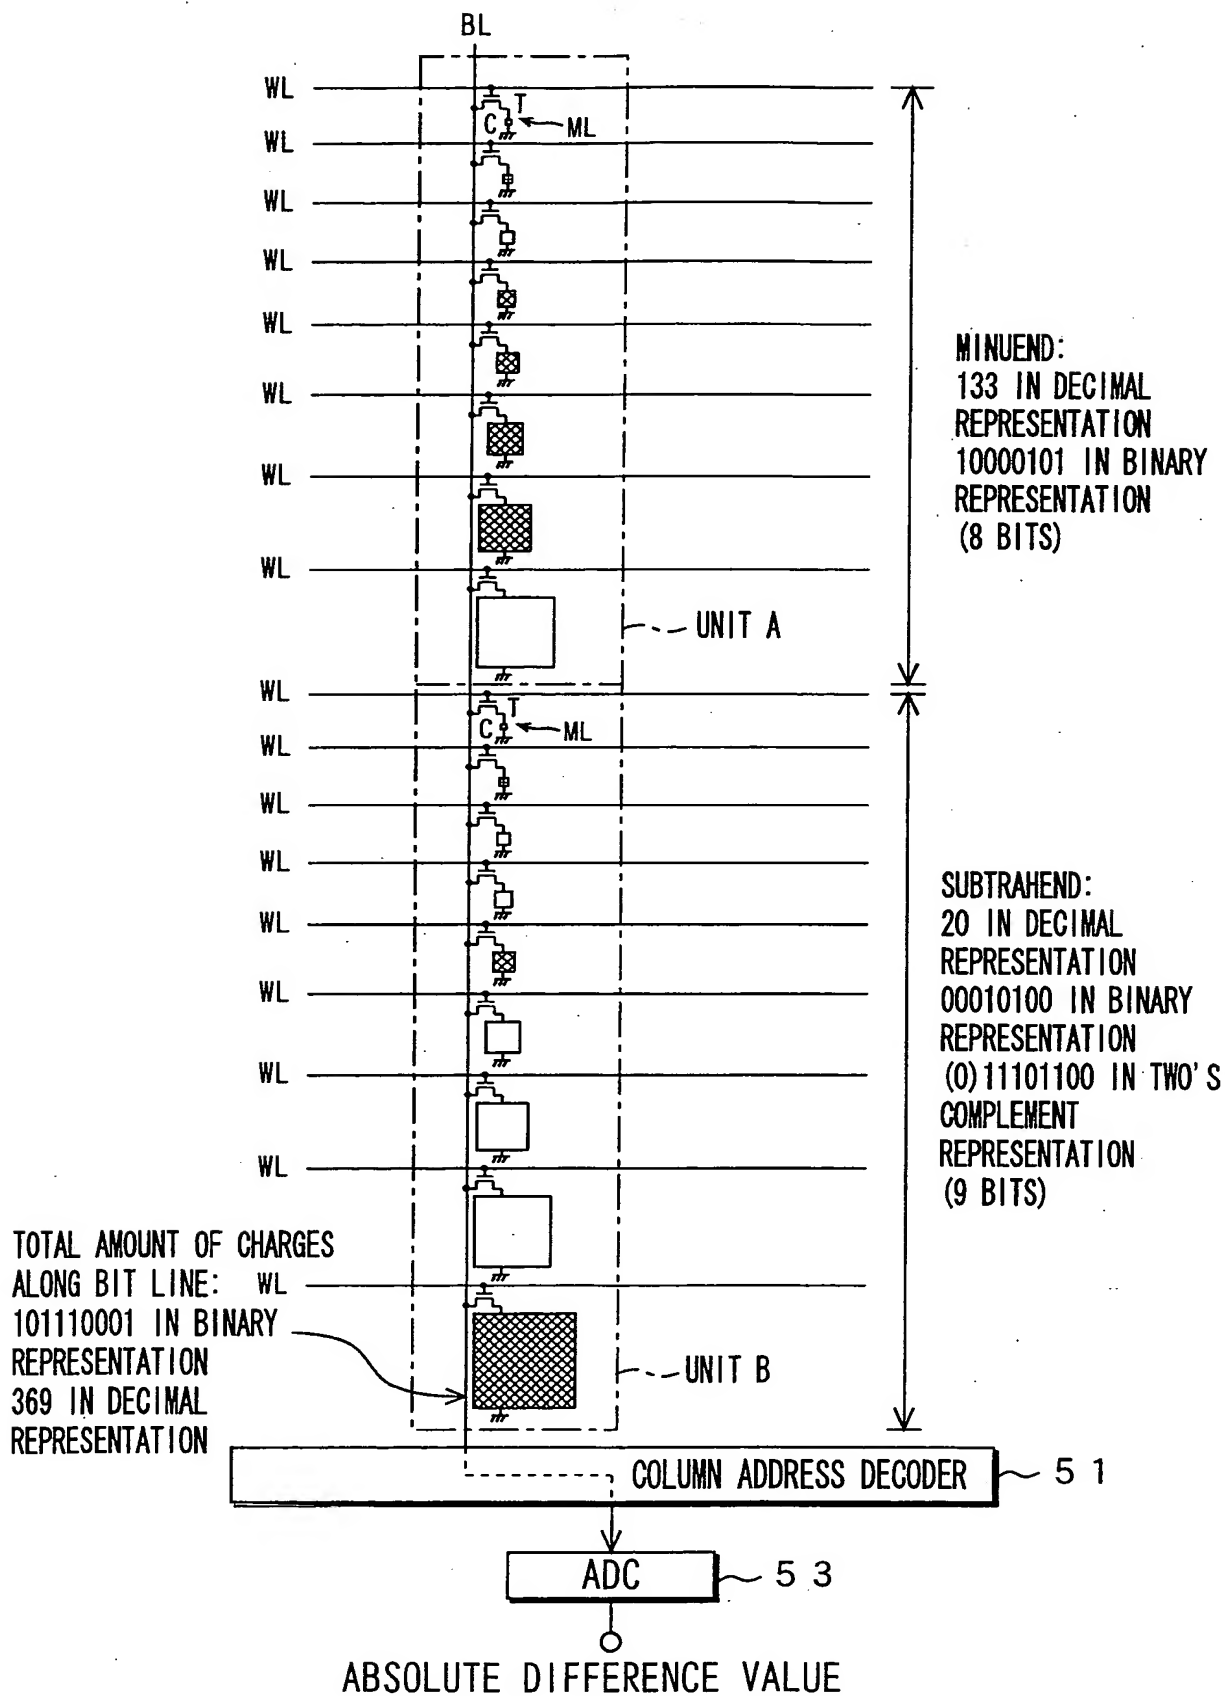 BL
WL
T
C
ML
WL
WL
WL
WL
WL
WL
WL
UNIT A
MINUEND:
133 IN DECIMAL
REPRESENTATION
10000101 IN BINARY
REPRESENTATION
(8 BITS)
WL
T
C
ML
WL
WL
WL
WL
WL
WL
WL
WL
UNIT B
SUBTRAHEND:
20 IN DECIMAL
REPRESENTATION
00010100 IN BINARY
REPRESENTATION
(0)11101100 IN TWO'S
COMPLEMENT
REPRESENTATION
(9 BITS)
TOTAL AMOUNT OF CHARGES
ALONG BIT LINE:
101110001 IN BINARY
REPRESENTATION
369 IN DECIMAL
REPRESENTATION
COLUMN ADDRESS DECODER
51
ADC
53
ABSOLUTE DIFFERENCE VALUE